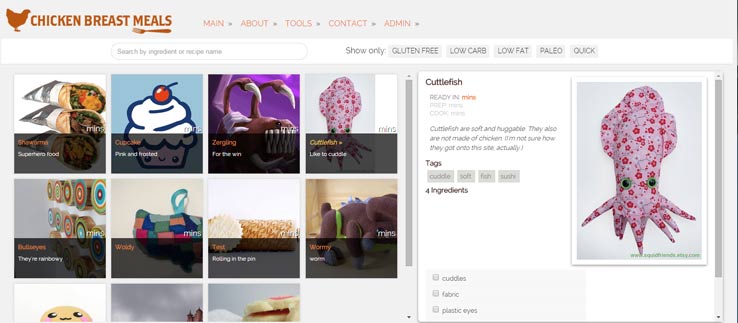 CHICKEN BREAST MEALS
MAIN » ABOUT » TOOLS » CONTACT » ADMIN »
Search by ingredient or recipe name
Show only: GLUTEN FREE LOW CARB LOW FAT PALEO QUICK
mins mins mins mins
Shawarma Cupcake Zergling Cuttlefish »
Superhero food Pink and frosted For the win Like to cuddle
mins mins mins mins
Bullseyes Woldy Test Wormy
They're rainbowy Rolling in the pin worm
Cuttlefish
READY IN: mins
PREP: mins
COOK: mins
Cuttlefish are soft and huggable. They also
are not made of chicken. (I'm not sure how
they got onto this site, actually.)
Tags
cuddle soft fish sushi
4 Ingredients
www.squidfriends.etsy.com
cuddles
fabric
plastic eyes